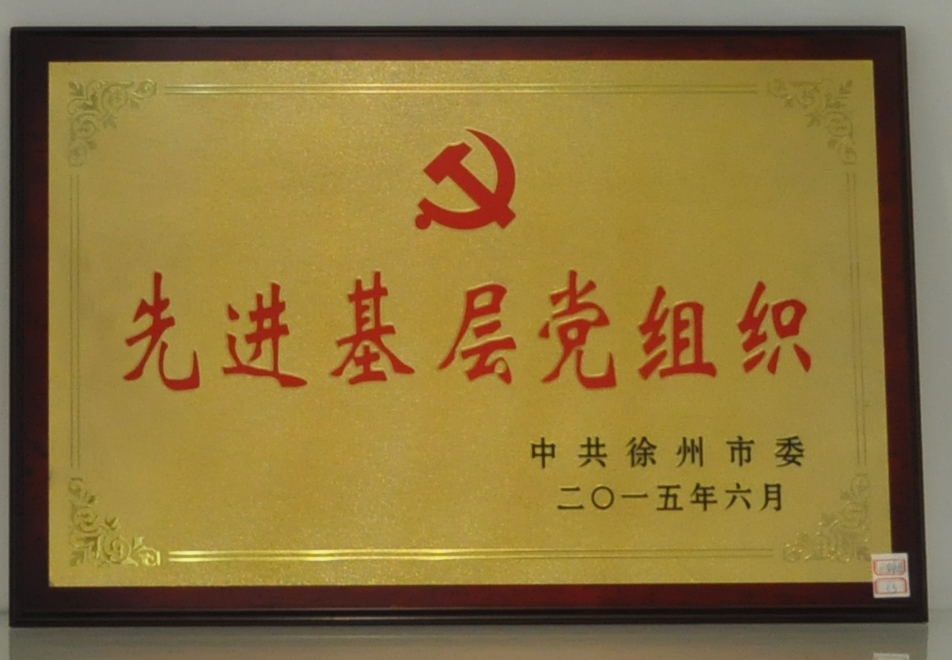 先进基层党组织
中共徐州市委
二〇一五年六月